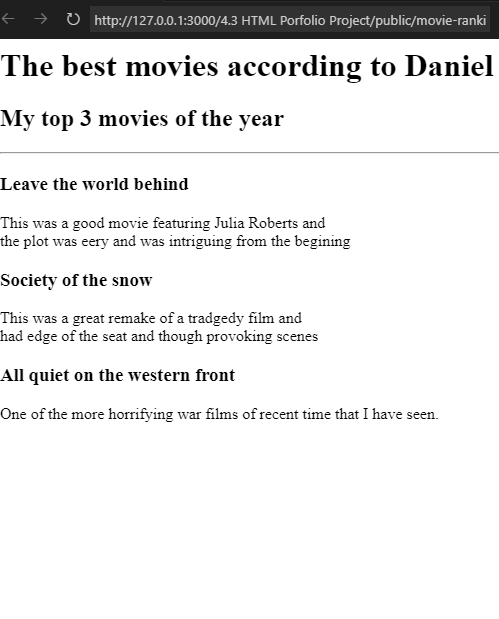 http://127.0.0.1:3000/4.3 HTML Porfolio Project/public/movie-ranki
The best movies according to Daniel
My top 3 movies of the year
Leave the world behind
This was a good movie featuring Julia Roberts and
the plot was eery and was intriguing from the begining
Society of the snow
This was a great remake of a tradgedy film and
had edge of the seat and though provoking scenes
All quiet on the western front
One of the more horrifying war films of recent time that I have seen.